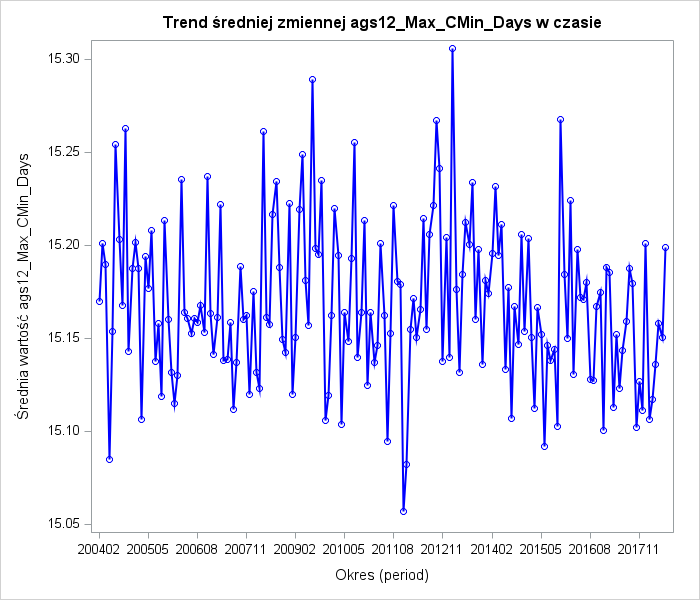 Trend średniej zmiennej ags12_Max_CMin_Days w czasie
Średnia wartość ags12_Max_CMin_Days
15.30
15.25
15.20
15.15
15.10
15.05
200402 200505 200608 200711 200902 201005 201108 201211 201402 201505 201608 201711
Okres (period)